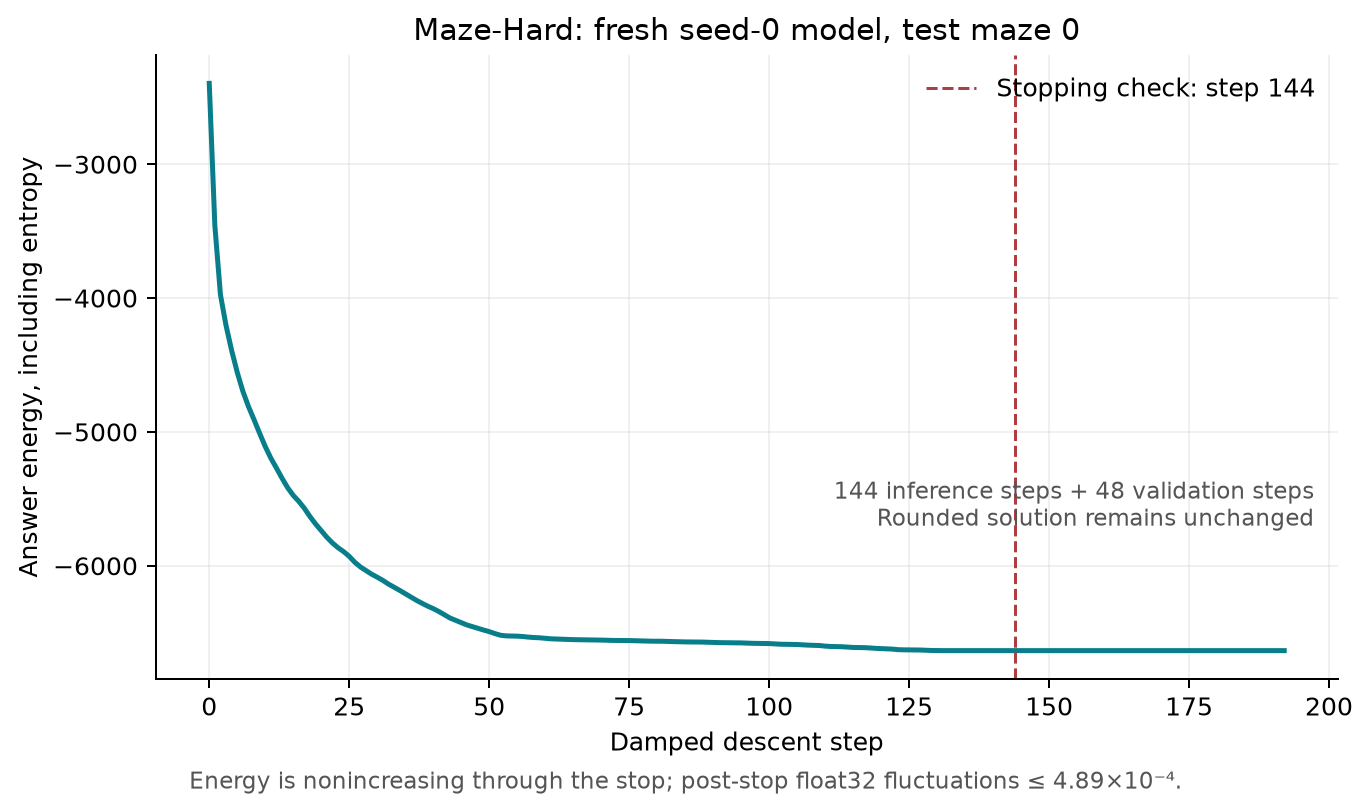 Maze-Hard: fresh seed-0 model, test maze 0
Stopping check: step 144
Answer energy, including entropy
−3000
−4000
−5000
−6000
144 inference steps + 48 validation steps
Rounded solution remains unchanged
0 25 50 75 100 125 150 175 200
Damped descent step
Energy is nonincreasing through the stop; post-stop float32 fluctuations ≤ 4.89×10⁻⁴.